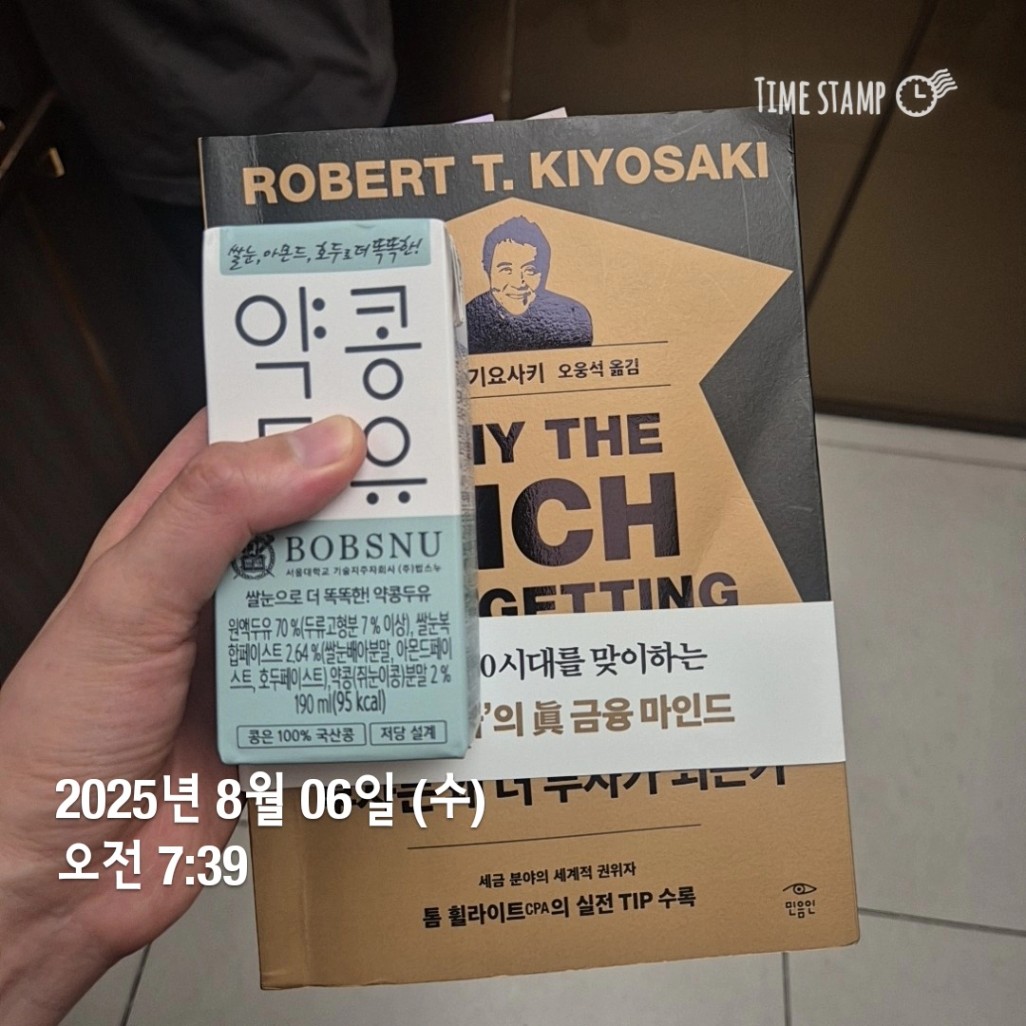 TIME STAMP
ROBERT T. KIYOSAKI
기요사키 오웅석 옮김
THE
GETTING
0시대를 맞이하는
의 眞 금융 마인드
더 부자가 되는가
세금 분야의 세계적 권위자
톰 휠라이트CPA의 실전 TIP 수록
민음인
쌀눈, 아몬드, 호두로 더 똑똑한!
약콩
유
BOBSNU
서울대학교 기술지주자회사 (주)밥스누
쌀눈으로 더 똑똑한! 약콩두유
원액두유 70 %(두류고형분 7 % 이상), 쌀눈복
합페이스트 2.64 %(쌀눈배아분말, 아몬드페이
스트, 호두페이스트),약콩(쥐눈이콩)분말 2 %
190 ml(95 kcal)
콩은 100% 국산콩
저당 설계
2025년 8월 06일 (수)
오전 7:39